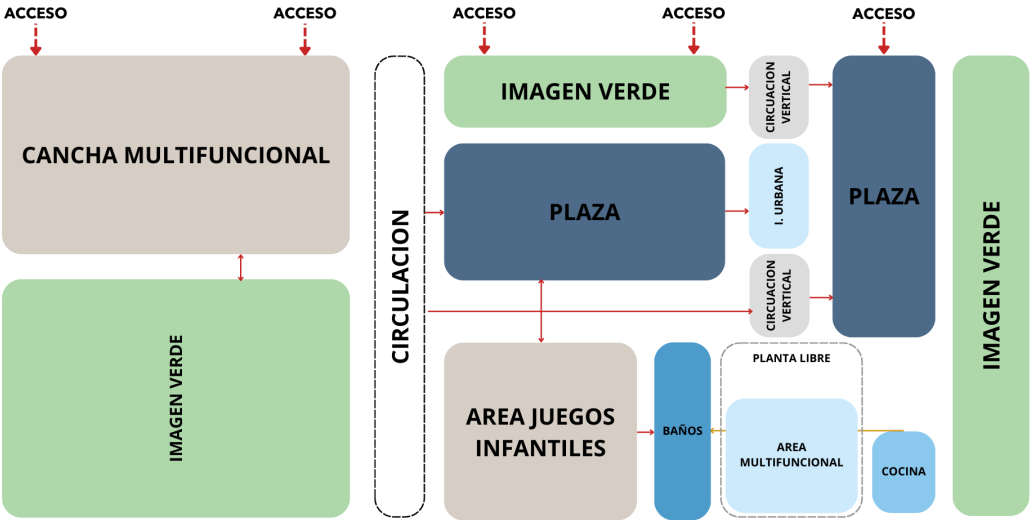 ACCESO
ACCESO
ACCESO
ACCESO
ACCESO
CANCHA MULTIFUNCIONAL
IMAGEN VERDE
CIRCULACION
IMAGEN VERDE
CIRCUACION
VERTICAL
PLAZA
I. URBANA
PLAZA
CIRCUACION
VERTICAL
IMAGEN VERDE
AREA JUEGOS
INFANTILES
BAÑOS
PLANTA LIBRE
AREA
MULTIFUNCIONAL
COCINA